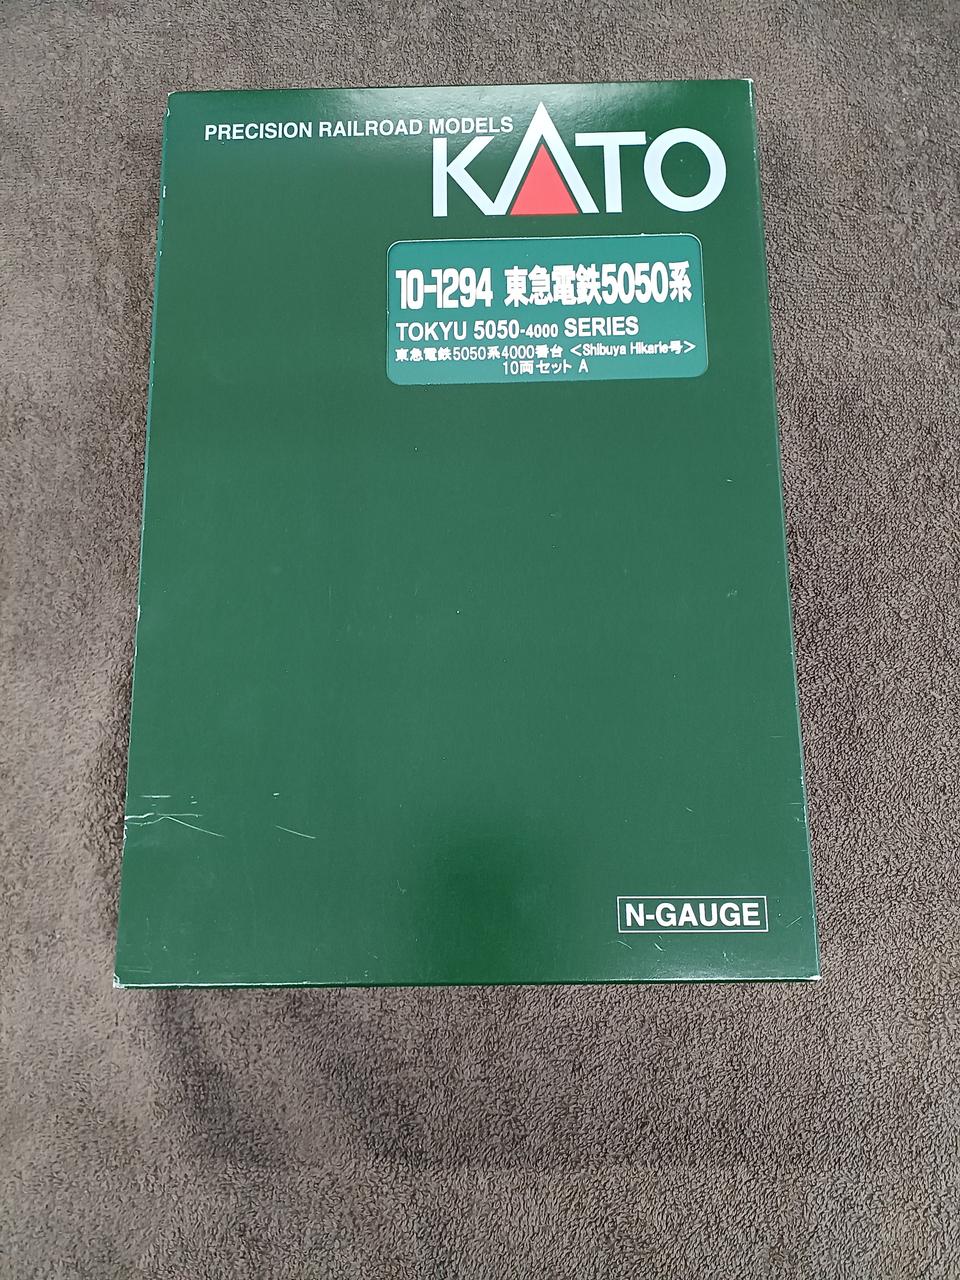 PRECISION RAILROAD MODELS
KATO
10-1294 東急電鉄5050系
TOKYU 5050-4000 SERIES
東急電鉄5050系4000番台 <Shibuya Hikarie号>
10両セット A
N-GAUGE